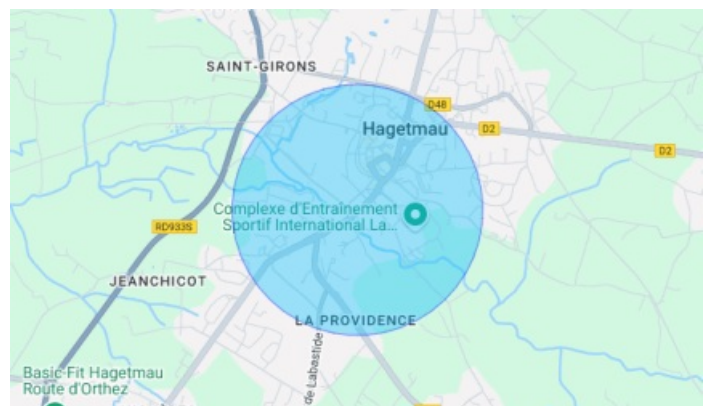 SAINT-GIRONS
D48
Hagetmau
D2
D2
Complexe d'Entraînement
Sportif International La...
RD933S
JEANCHICOT
LA PROVIDENCE
Basic-Fit Hagetmau
Route d'Orthez
de Labastide